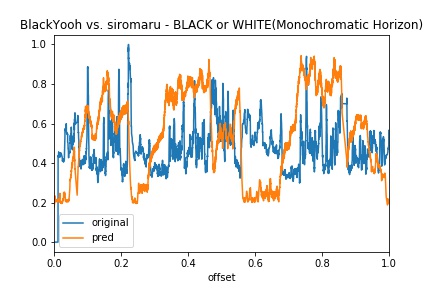 BlackYooh vs. siromaru - BLACK or WHITE(Monochromatic Horizon)
1.0
0.8
0.6
0.4
0.2
0.0
original
pred
0.0 0.2 0.4 0.6 0.8 1.0
offset